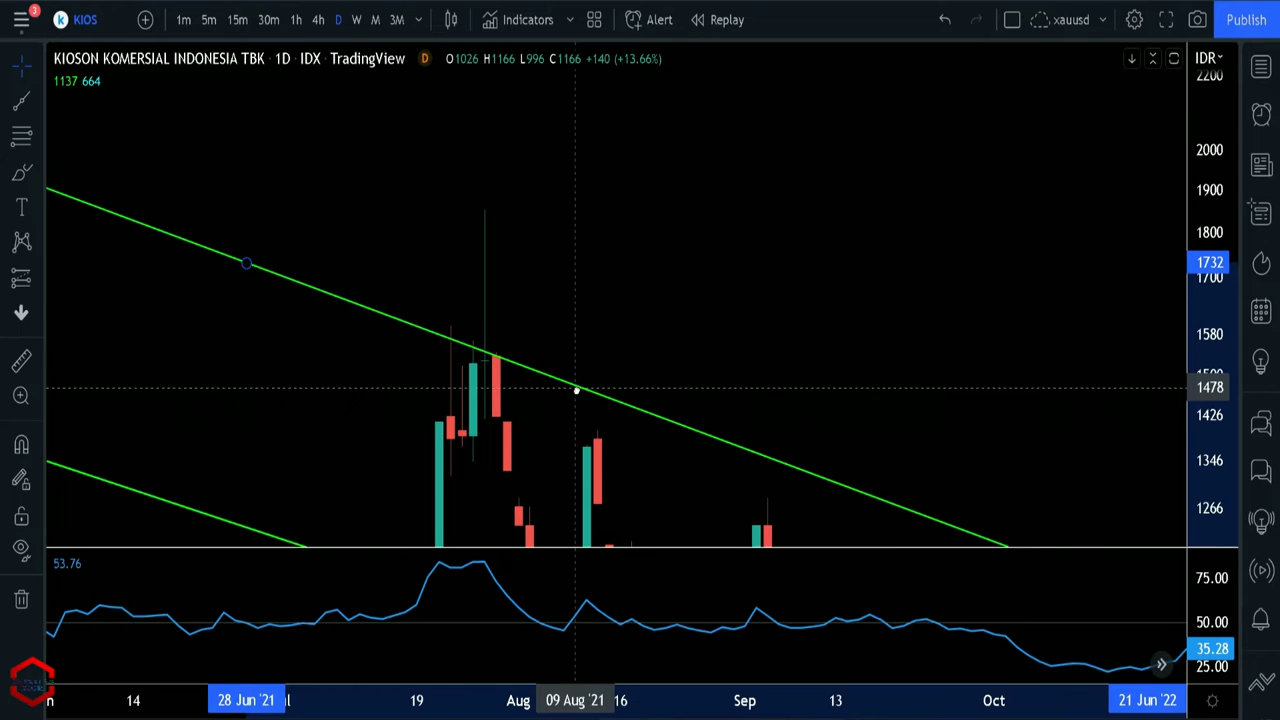 3
KIOS
1m 5m 15m 30m 1h 4h D W M 3M
Indicators
Alert
Replay
xauusd
Publish
KIOSON KOMERSIAL INDONESIA TBK · 1D · IDX · TradingView
D
O1026 H1166 L996 C1166 +140 (+13.66%)
IDR
1137 664
2200
2000
1900
1800
1732
1700
1580
1500
1478
1426
1346
1266
53.76
75.00
50.00
35.28
25.00
14
28 Jun '21
19
Aug
09 Aug '21
16
Sep
13
Oct
21 Jun '22